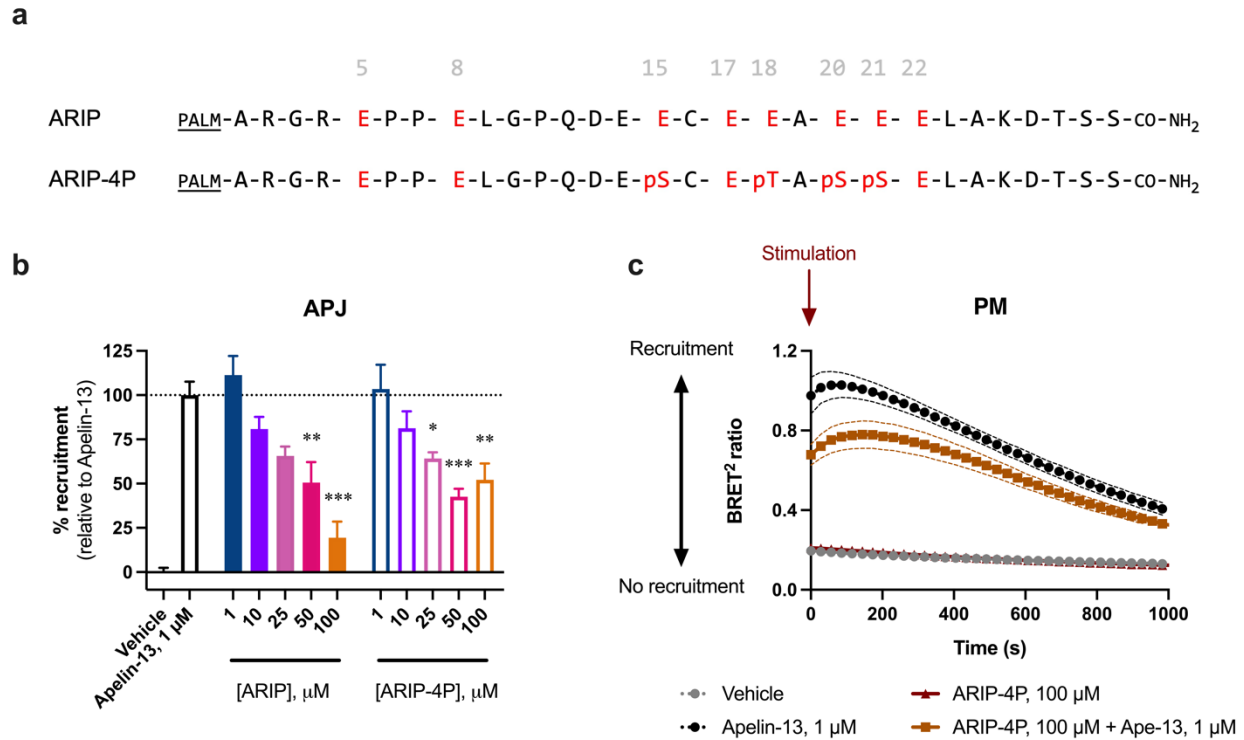 a
5 8 15 17 18 20 21 22
ARIP PALM-A-R-G-R- E-P-P- E-L-G-P-Q-D-E- E-C- E- E-A- E- E- E-L-A-K-D-T-S-S-CO-NH2
ARIP-4P PALM-A-R-G-R- E-P-P- E-L-G-P-Q-D-E-pS-C- E-pT-A-pS-pS- E-L-A-K-D-T-S-S-CO-NH2
b
APJ
% recruitment
(relative to Apelin-13)
125
100
75
50
25
0
** *** * *** **
Vehicle
Apelin-13, 1 µM
1 10 25 50 100
1 10 25 50 100
[ARIP], µM
[ARIP-4P], µM
c
Stimulation
PM
Recruitment
No recruitment
BRET² ratio
1.2
0.8
0.4
0.0
0 200 400 600 800 1000
Time (s)
Vehicle
ARIP-4P, 100 µM
Apelin-13, 1 µM
ARIP-4P, 100 µM + Ape-13, 1 µM